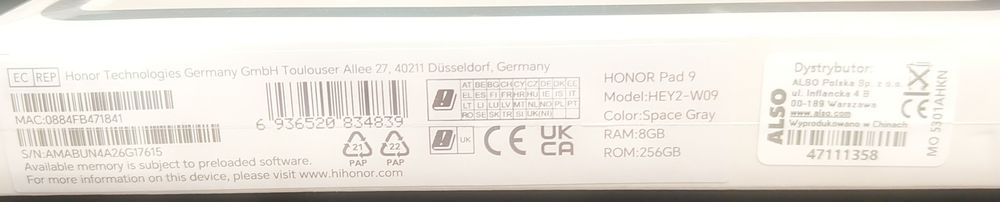 EC REP Honor Technologies Germany GmbH Toulouser Allee 27, 40211 Düsseldorf, Germany
MAC:0884FB471841
S/N:AMABUN4A26G17615
Available memory is subject to preloaded software.
For more information on this device, please visit www.hihonor.com.
6 936520 834839
21
PAP
22
PAP
AT BE BG CH CY CZ DE DK EE
EL ES FI FR HR HU IE IS IT
LT LI LU LV MT NL NO PL PT
RO SE SK TR SI UK(NI)
UK
CE
UK
CA
HONOR Pad 9
Model:HEY2-W09
Color:Space Gray
RAM:8GB
ROM:256GB
ALSO
Dystrybutor:
ALSO Polska Sp. z o.o.
ul. Inflancka 4 B
00-189 Warszawa
www.also.com
Wyprodukowano w Chinach
47111358
CE
MO 5301AHKN